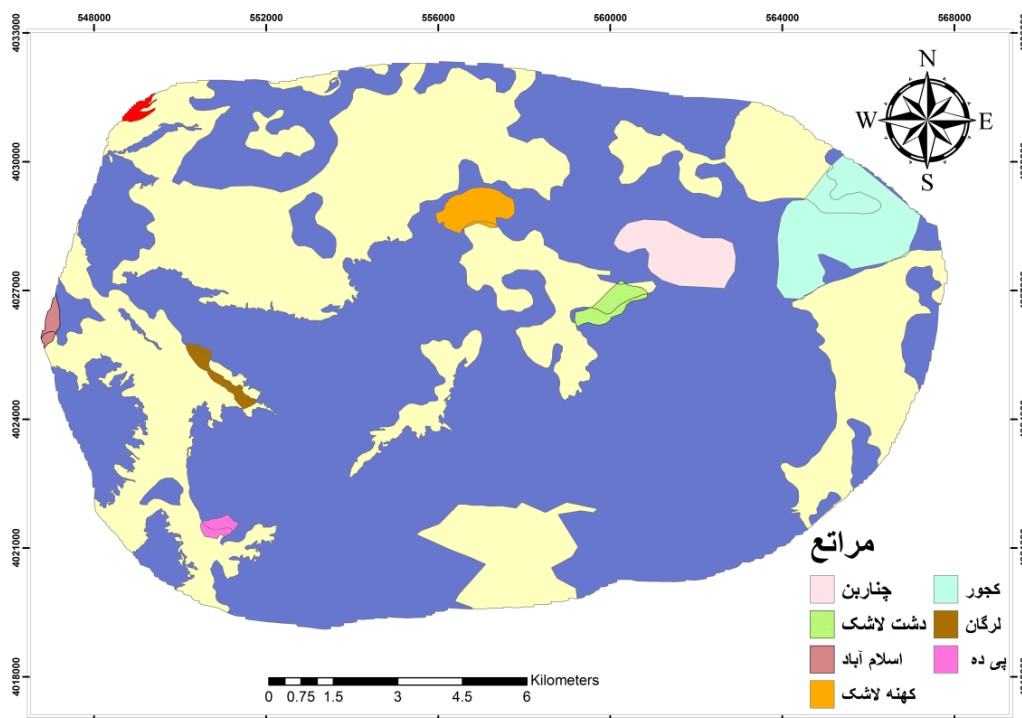 548000 552000 556000 560000 564000 568000
4033000
N
W E
S
4030000
4027000
4024000
4021000
4018000
مراتع
چناربن
کجور
دشت لاشک
لرگان
اسلام آباد
پی ده
کهنه لاشک
0 0.75 1.5 3 4.5 6 Kilometers